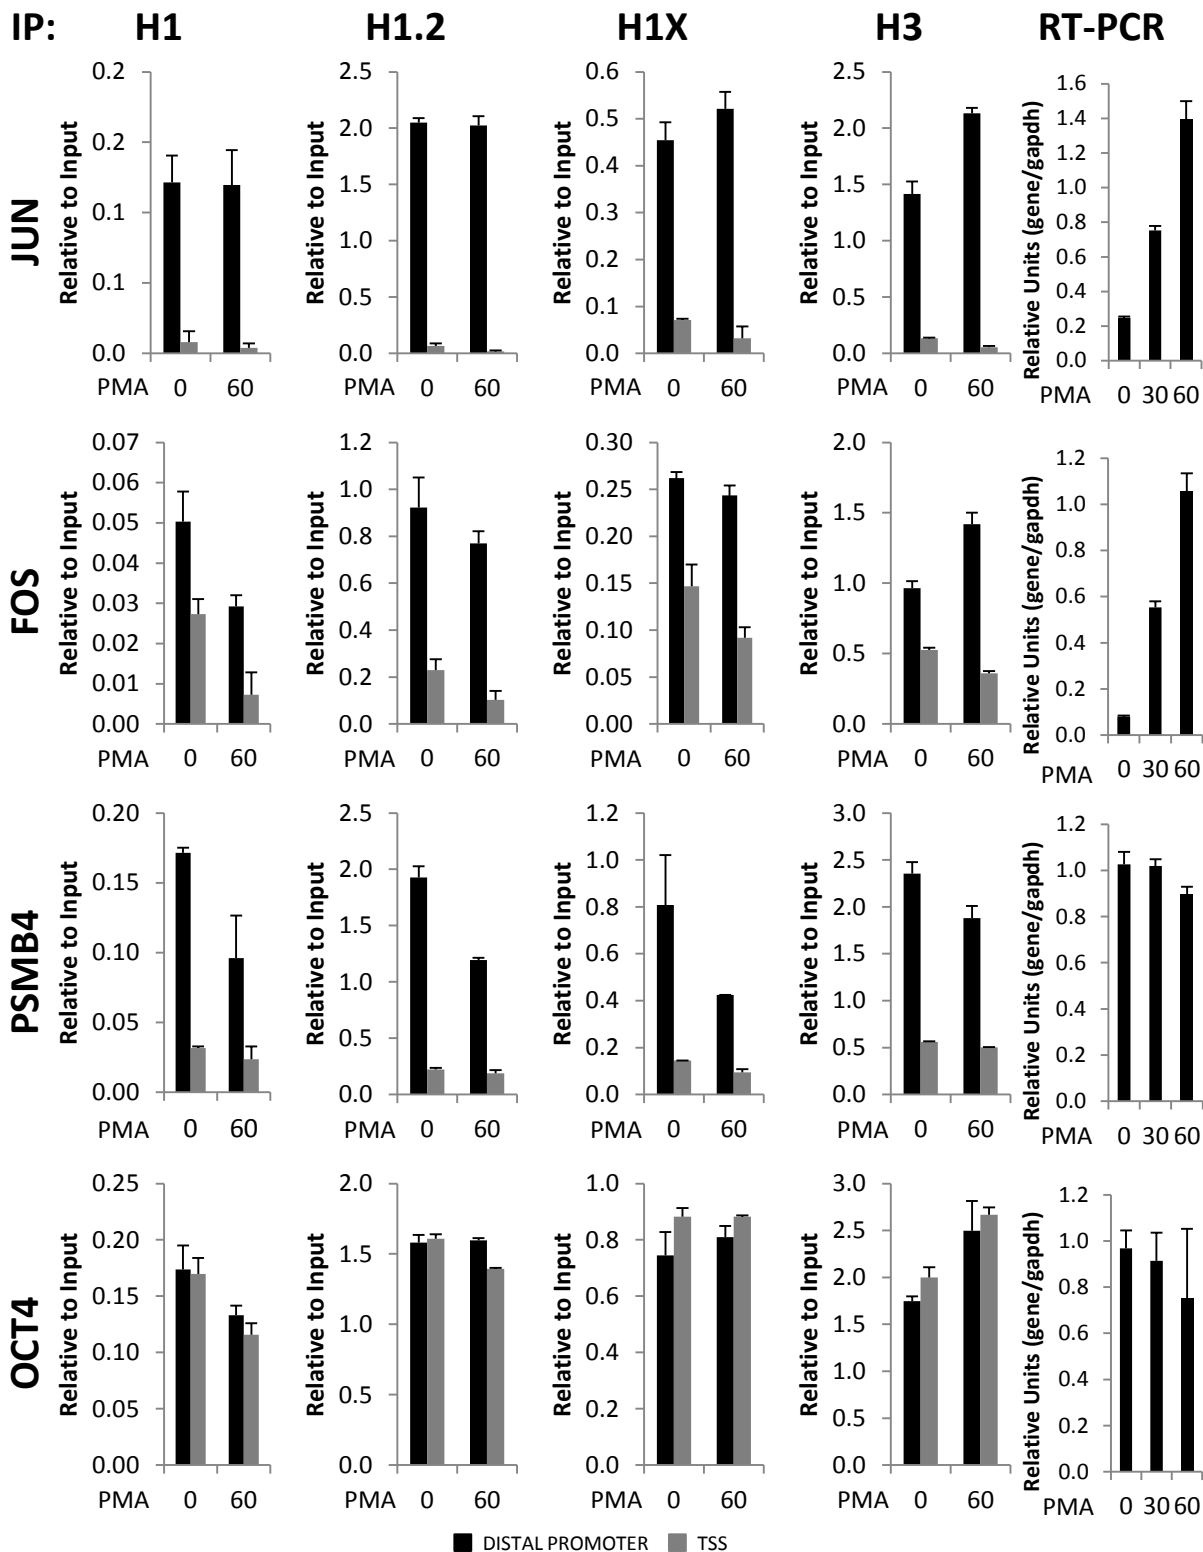 IP: H1 H1.2 H1X H3 RT-PCR
JUN
Relative to Input
0.2
0.2
0.1
0.1
0.0
PMA 0 60
Relative to Input
2.5
2.0
1.5
1.0
0.5
0.0
PMA 0 60
Relative to Input
0.6
0.5
0.4
0.3
0.2
0.1
0.0
PMA 0 60
Relative to Input
2.5
2.0
1.5
1.0
0.5
0.0
PMA 0 60
Relative Units (gene/gapdh)
1.6
1.4
1.2
1.0
0.8
0.6
0.4
0.2
0.0
PMA 0 30 60
FOS
Relative to Input
0.07
0.06
0.05
0.04
0.03
0.02
0.01
0.00
PMA 0 60
Relative to Input
1.2
1.0
0.8
0.6
0.4
0.2
0.0
PMA 0 60
Relative to Input
0.30
0.25
0.20
0.15
0.10
0.05
0.00
PMA 0 60
Relative to Input
2.0
1.5
1.0
0.5
0.0
PMA 0 60
Relative Units (gene/gapdh)
1.2
1.0
0.8
0.6
0.4
0.2
0.0
PMA 0 30 60
PSMB4
Relative to Input
0.20
0.15
0.10
0.05
0.00
PMA 0 60
Relative to Input
2.5
2.0
1.5
1.0
0.5
0.0
PMA 0 60
Relative to Input
1.2
1.0
0.8
0.6
0.4
0.2
0.0
PMA 0 60
Relative to Input
3.0
2.5
2.0
1.5
1.0
0.5
0.0
PMA 0 60
Relative Units (gene/gapdh)
1.2
1.0
0.8
0.6
0.4
0.2
0.0
PMA 0 30 60
OCT4
Relative to Input
0.25
0.20
0.15
0.10
0.05
0.00
PMA 0 60
Relative to Input
2.0
1.5
1.0
0.5
0.0
PMA 0 60
Relative to Input
1.0
0.8
0.6
0.4
0.2
0.0
PMA 0 60
Relative to Input
3.0
2.5
2.0
1.5
1.0
0.5
0.0
PMA 0 60
Relative Units (gene/gapdh)
1.2
1.0
0.8
0.6
0.4
0.2
0.0
PMA 0 30 60
DISTAL PROMOTER TSS